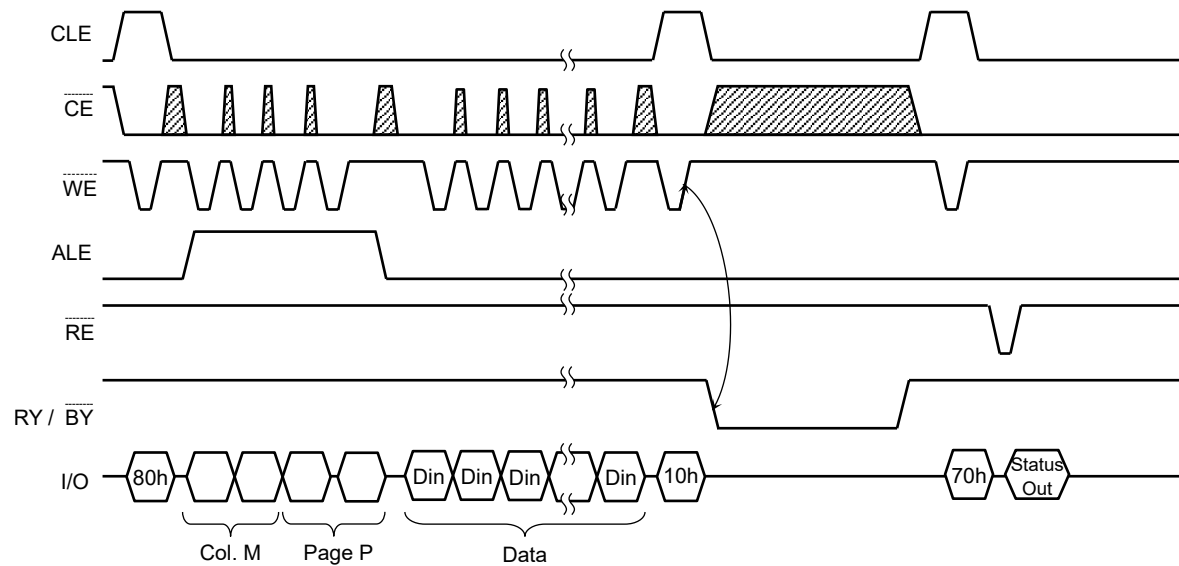 CLE
CE
WE
ALE
RE
RY / BY
I/O 80h Din Din Din Din 10h 70h Status Out
Col. M Page P Data